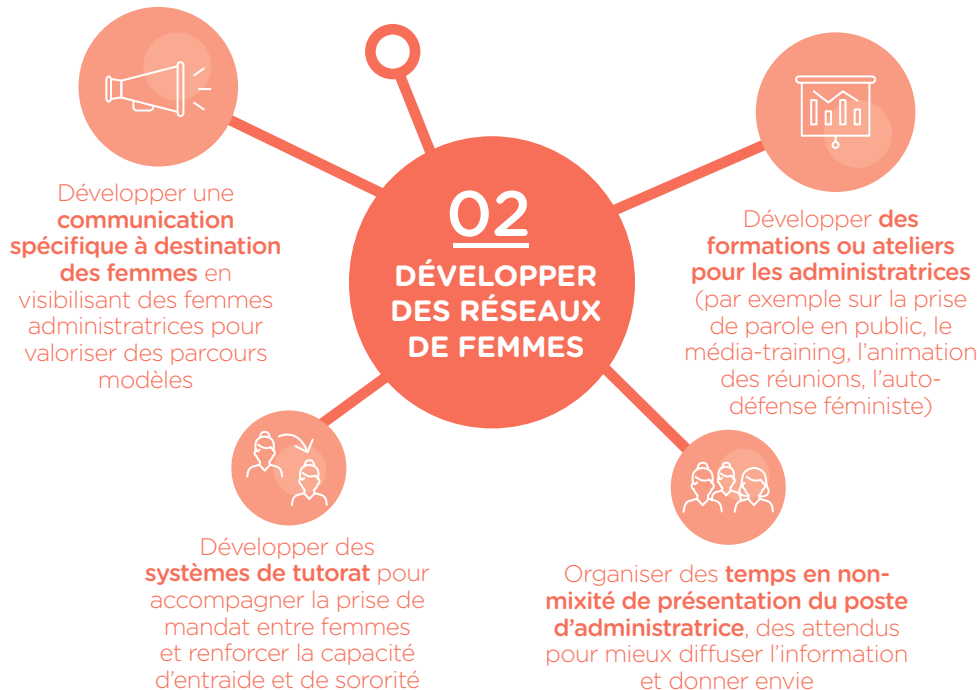 02
DÉVELOPPER
DES RÉSEAUX
DE FEMMES
Développer une
communication
spécifique à destination
des femmes en
visibilisant des femmes
administratrices pour
valoriser des parcours
modèles
Développer des
formations ou ateliers
pour les administratrices
(par exemple sur la prise
de parole en public, le
média-training, l’animation
des réunions, l’auto-
défense féministe)
Développer des
systèmes de tutorat pour
accompagner la prise de
mandat entre femmes
et renforcer la capacité
d’entraide et de sororité
Organiser des temps en non-
mixité de présentation du poste
d’administratrice, des attendus
pour mieux diffuser l’information
et donner envie